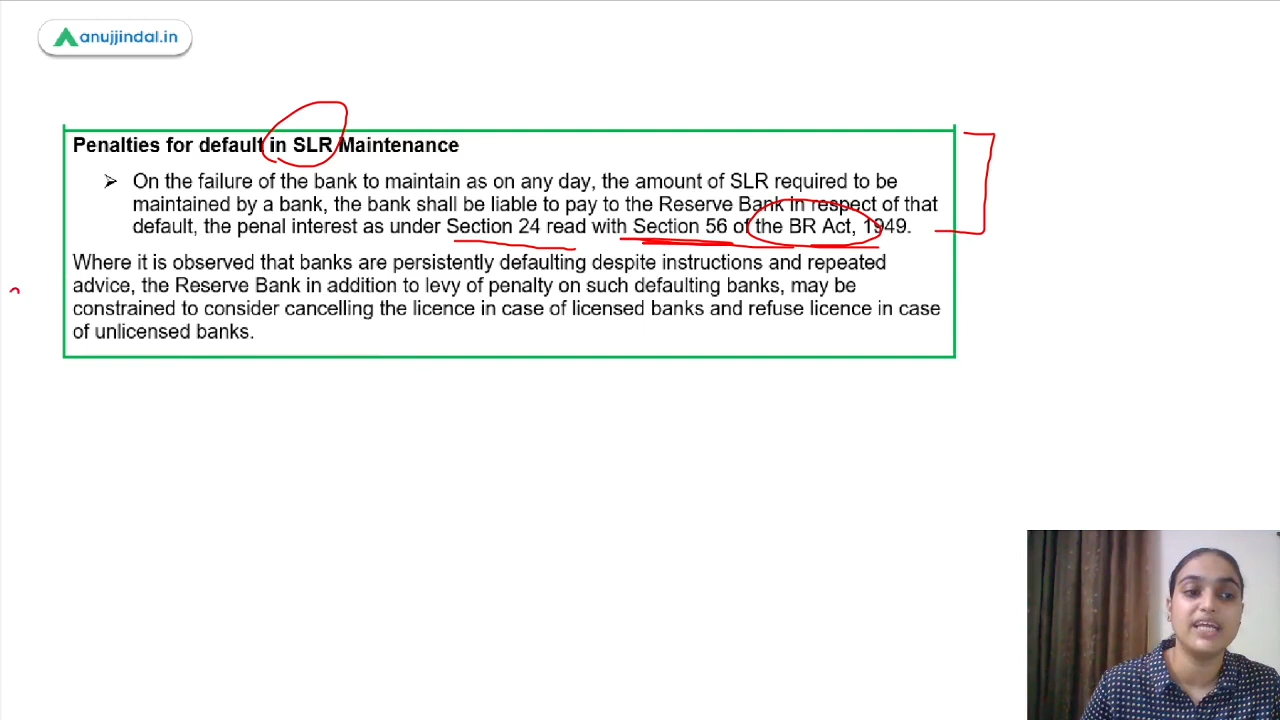 anujjindal.in
Penalties for default in SLR Maintenance
➢ On the failure of the bank to maintain as on any day, the amount of SLR required to be
maintained by a bank, the bank shall be liable to pay to the Reserve Bank in respect of that
default, the penal interest as under Section 24 read with Section 56 of the BR Act, 1949.
Where it is observed that banks are persistently defaulting despite instructions and repeated
advice, the Reserve Bank in addition to levy of penalty on such defaulting banks, may be
constrained to consider cancelling the licence in case of licensed banks and refuse licence in case
of unlicensed banks.